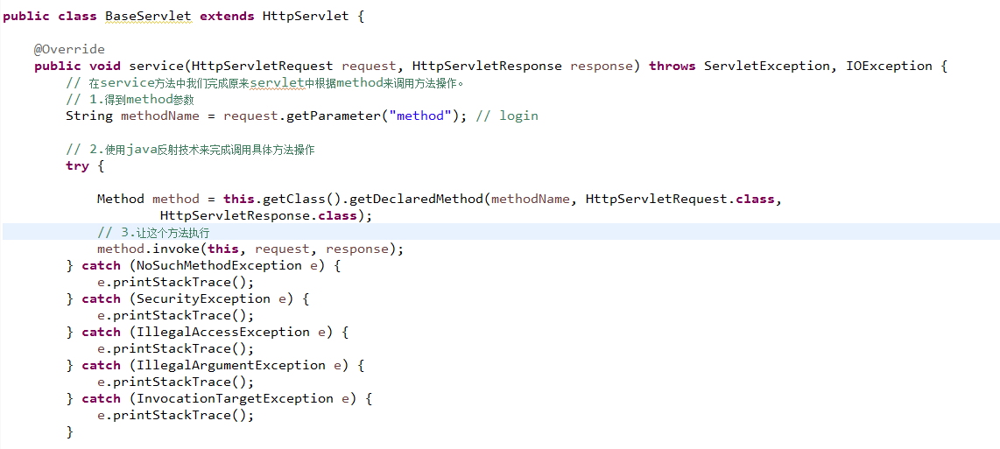 public class BaseServlet extends HttpServlet {
@Override
public void service(HttpServletRequest request, HttpServletResponse response) throws ServletException, IOException {
// 在service方法中我们完成原来servlet中根据method来调用方法操作。
// 1.得到method参数
String methodName = request.getParameter("method"); // login
// 2.使用java反射技术来完成调用具体方法操作
try {
Method method = this.getClass().getDeclaredMethod(methodName, HttpServletRequest.class,
HttpServletResponse.class);
// 3.让这个方法执行
method.invoke(this, request, response);
} catch (NoSuchMethodException e) {
e.printStackTrace();
} catch (SecurityException e) {
e.printStackTrace();
} catch (IllegalAccessException e) {
e.printStackTrace();
} catch (IllegalArgumentException e) {
e.printStackTrace();
} catch (InvocationTargetException e) {
e.printStackTrace();
}